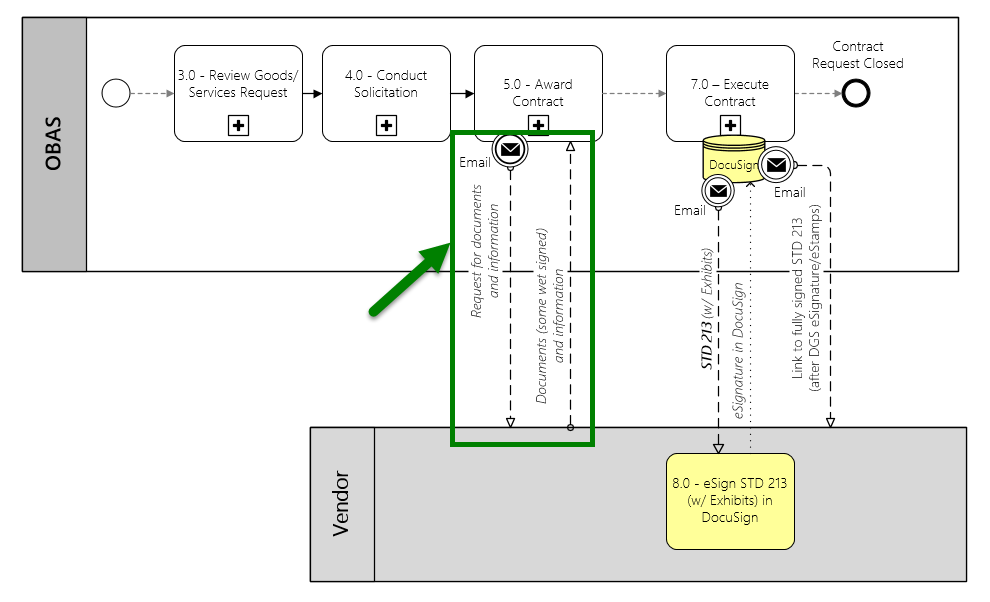 OBAS
3.0 - Review Goods/
Services Request
4.0 - Conduct
Solicitation
5.0 - Award
Contract
7.0 – Execute
Contract
Contract
Request Closed
Email
DocuSign
Email
Email
Request for documents
and information
Documents (some wet signed)
and information
STD 213 (w/ Exhibits)
eSignature in DocuSign
Link to fully signed STD 213
(after DGS eSignature/eStamps)
Vendor
8.0 - eSign STD 213
(w/ Exhibits) in
DocuSign